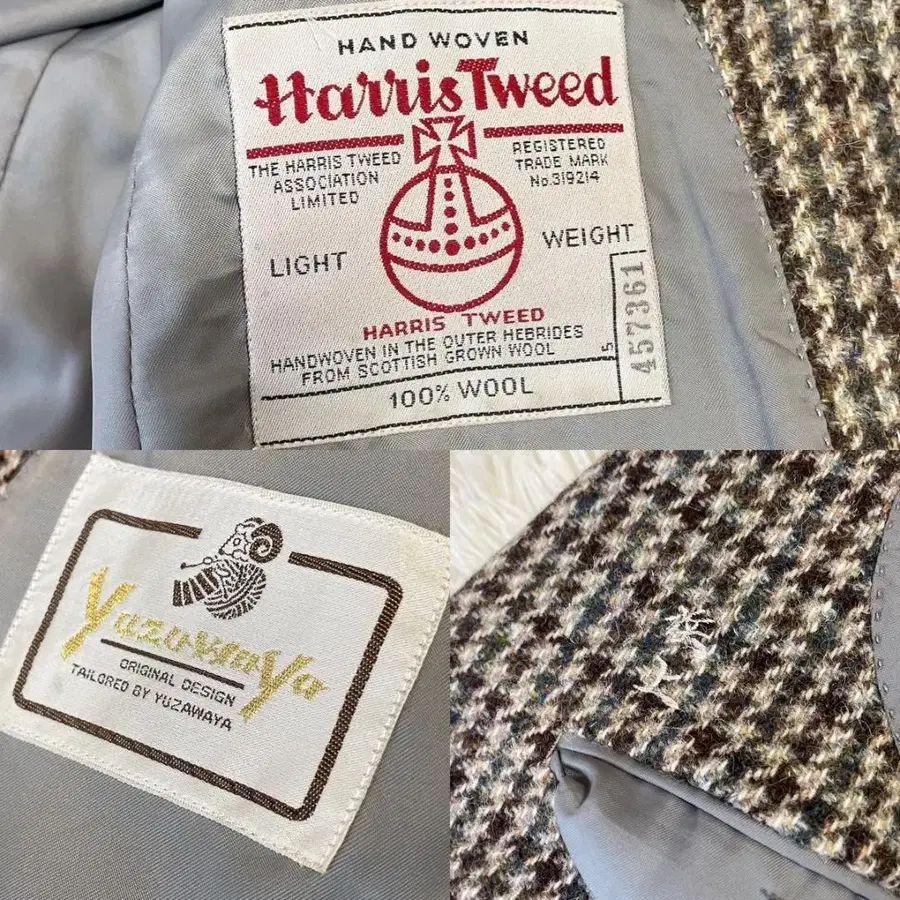 HAND WOVEN
Harris Tweed
THE HARRIS TWEED
ASSOCIATION
LIMITED
REGISTERED
TRADE MARK
No.319214
LIGHT WEIGHT
HARRIS TWEED
HANDWOVEN IN THE OUTER HEBRIDES
FROM SCOTTISH GROWN WOOL
100% WOOL
5
457361
Yuzawaya
ORIGINAL DESIGN
TAILORED BY YUZAWAYA